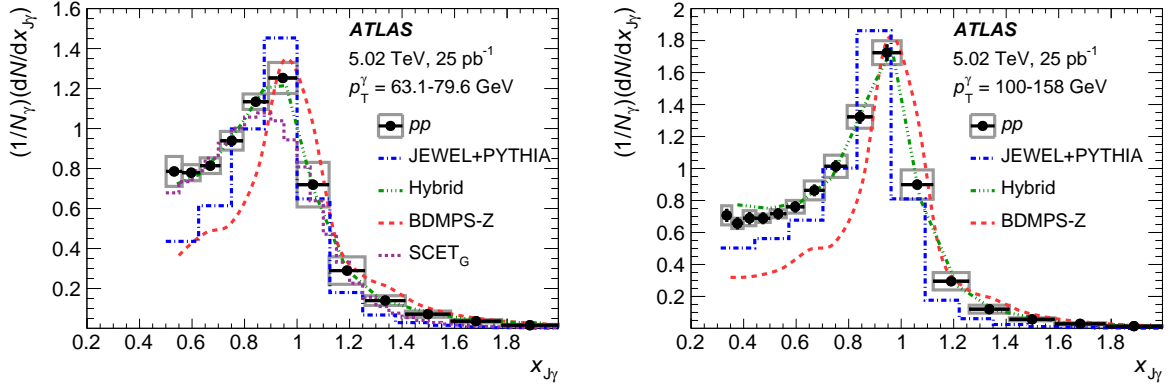 (1/Nγ)(dN/dxJγ)
1.6
1.4
1.2
1
0.8
0.6
0.4
0.2
ATLAS
5.02 TeV, 25 pb⁻¹
pTγ = 63.1-79.6 GeV
pp
JEWEL+PYTHIA
Hybrid
BDMPS-Z
SCETG
0.2 0.4 0.6 0.8 1 1.2 1.4 1.6 1.8
xJγ
(1/Nγ)(dN/dxJγ)
2
1.8
1.6
1.4
1.2
1
0.8
0.6
0.4
0.2
ATLAS
5.02 TeV, 25 pb⁻¹
pTγ = 100-158 GeV
pp
JEWEL+PYTHIA
Hybrid
BDMPS-Z
0.2 0.4 0.6 0.8 1 1.2 1.4 1.6 1.8
xJγ